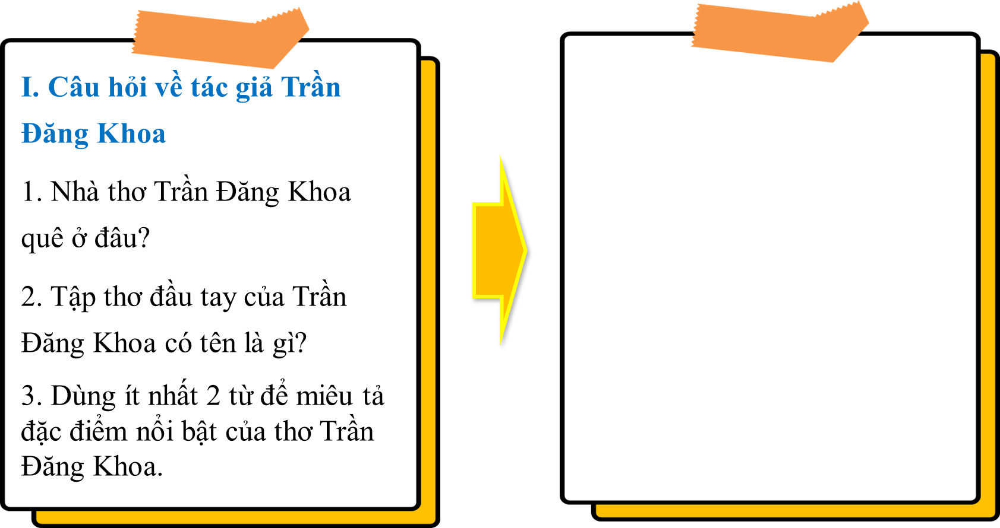 I. Câu hỏi về tác giả Trần
Đăng Khoa
1. Nhà thơ Trần Đăng Khoa
quê ở đâu?
2. Tập thơ đầu tay của Trần
Đăng Khoa có tên là gì?
3. Dùng ít nhất 2 từ để miêu tả
đặc điểm nổi bật của thơ Trần
Đăng Khoa.